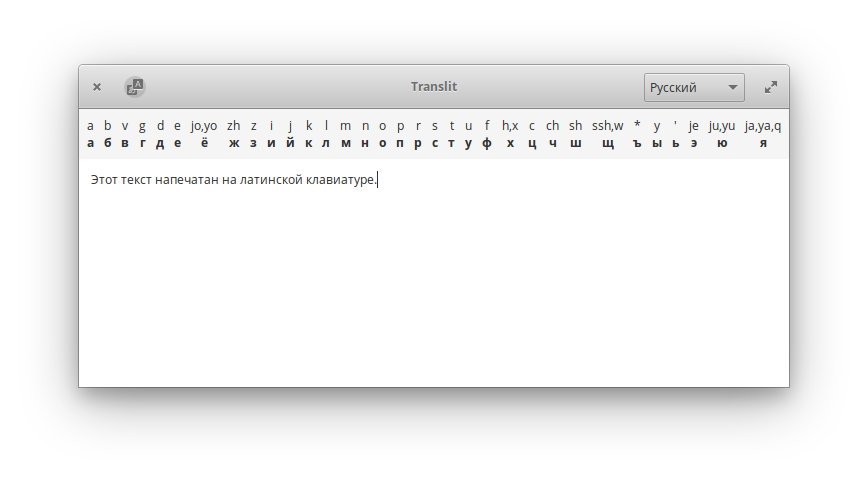 Translit
Русский
a b v g d e jo,yo zh z i j k l m n o p r s t u f h,x c ch sh ssh,w * y ' je ju,yu ja,ya,q
а б в г д е ё ж з и й к л м н о п р с т у ф х ц ч ш щ ъ ы ь э ю я
Этот текст напечатан на латинской клавиатуре.